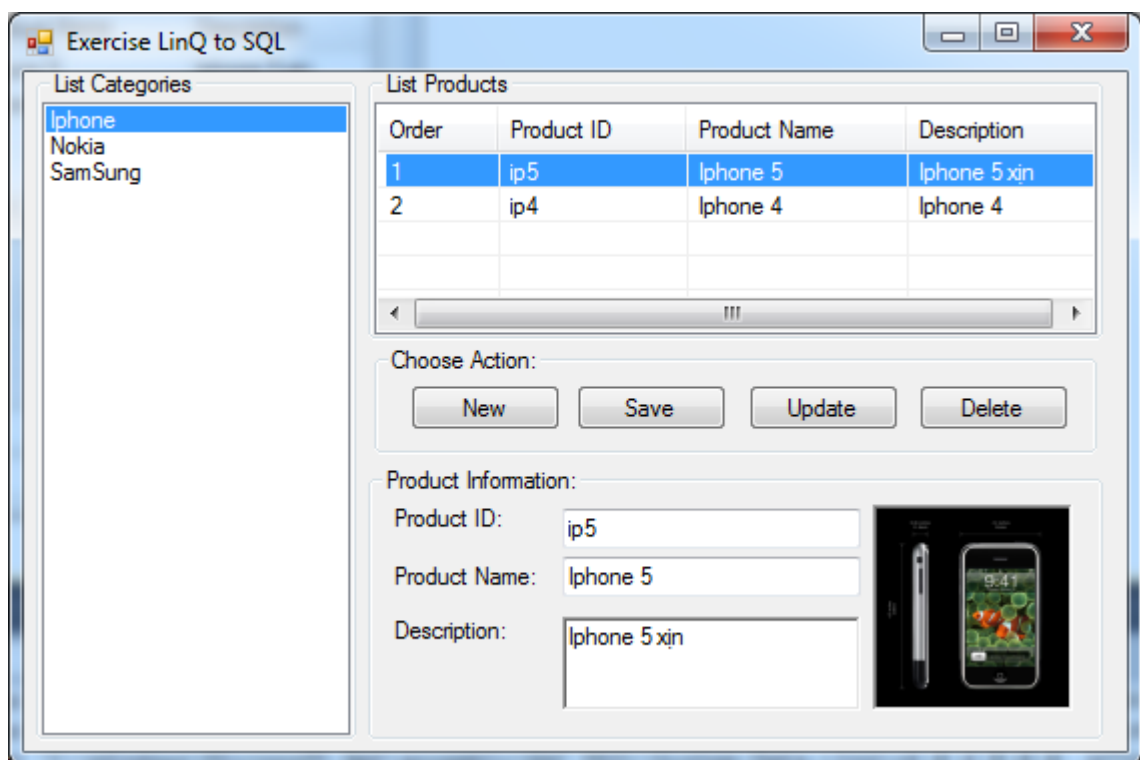 Exercise LinQ to SQL
List Categories
Iphone
Nokia
SamSung
List Products
Order Product ID Product Name Description
1 ip5 Iphone 5 Iphone 5 xịn
2 ip4 Iphone 4 Iphone 4
Choose Action:
New Save Update Delete
Product Information:
Product ID: ip5
Product Name: Iphone 5
Description: Iphone 5 xịn
9:41